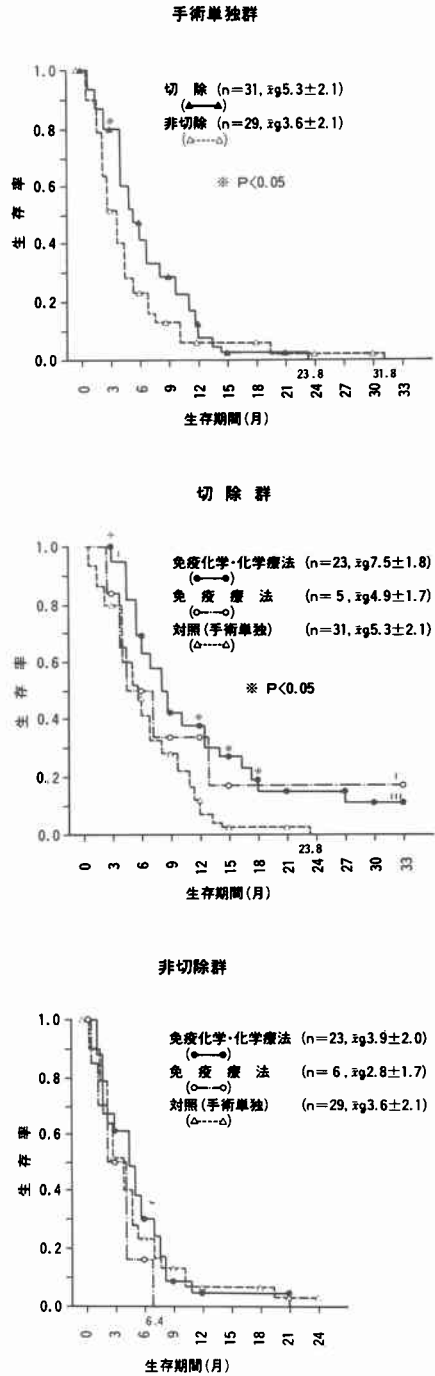 手術単独群
切 除 (n=31, x̄g5.3±2.1)
(▲——▲)
非切除 (n=29, x̄g3.6±2.1)
(△----△)
※ P<0.05
※
生 存 率
1.0
0.8
0.6
0.4
0.2
0.0
0 3 6 9 12 15 18 21 24 27 30 33
23.8 31.8
生存期間(月)
切 除 群
免疫化学・化学療法 (n=23, x̄g7.5±1.8)
(●——●)
免 疫 療 法 (n= 5, x̄g4.9±1.7)
(○—・—○)
対照(手術単独) (n=31, x̄g5.3±2.1)
(△----△)
※ P<0.05
生 存 率
1.0
0.8
0.6
0.4
0.2
0.0
0 3 6 9 12 15 18 21 24 27 30 33
23.8
生存期間(月)
非切除群
免疫化学・化学療法 (n=23, x̄g3.9±2.0)
(●——●)
免 疫 療 法 (n= 6, x̄g2.8±1.7)
(○—・—○)
対照(手術単独) (n=29, x̄g3.6±2.1)
(△----△)
生 存 率
1.0
0.8
0.6
0.4
0.2
0.0
0 3 6 9 12 15 18 21 24
6.4
生存期間(月)